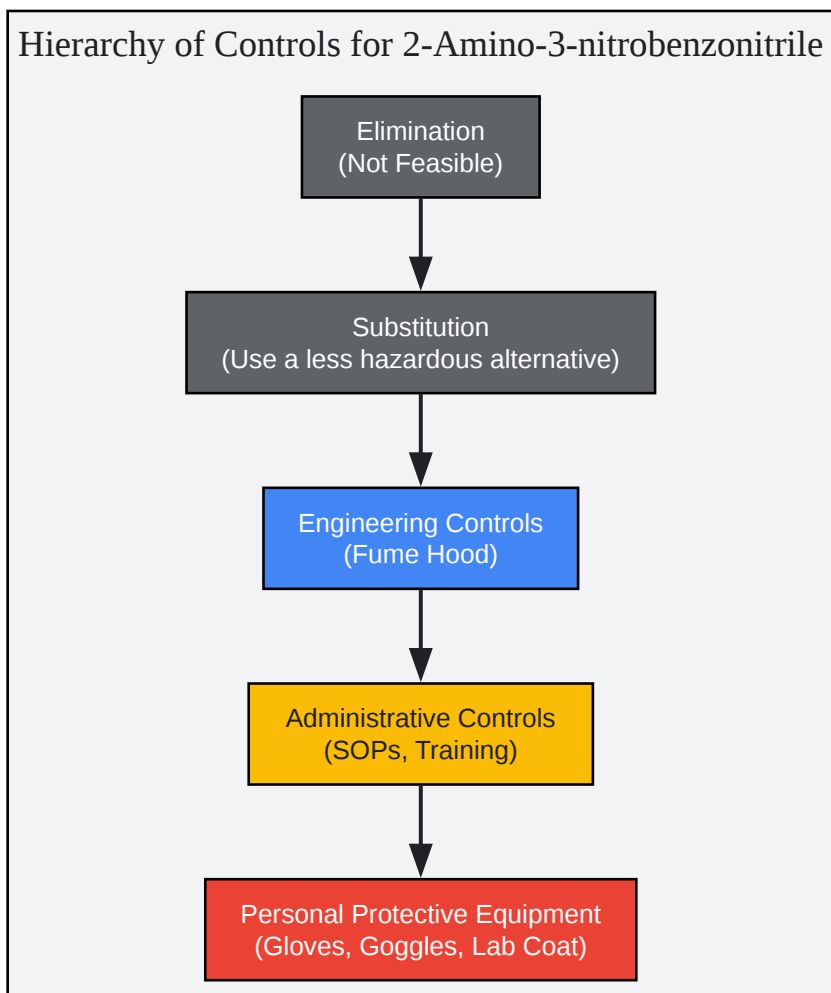 Hierarchy of Controls for 2-Amino-3-nitrobenzonitrile
Elimination
(Not Feasible)
Substitution
(Use a less hazardous alternative)
Engineering Controls
(Fume Hood)
Administrative Controls
(SOPs, Training)
Personal Protective Equipment
(Gloves, Goggles, Lab Coat)